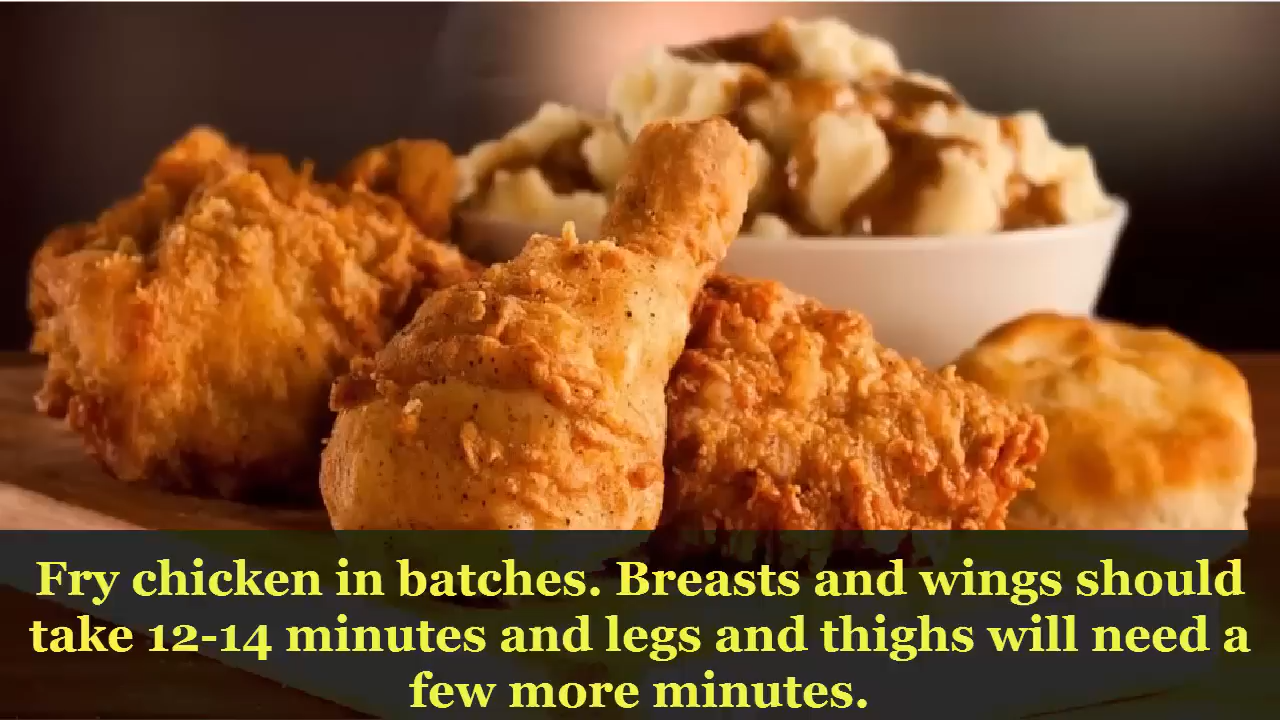 Fry chicken in batches. Breasts and wings should
take 12-14 minutes and legs and thighs will need a
few more minutes.